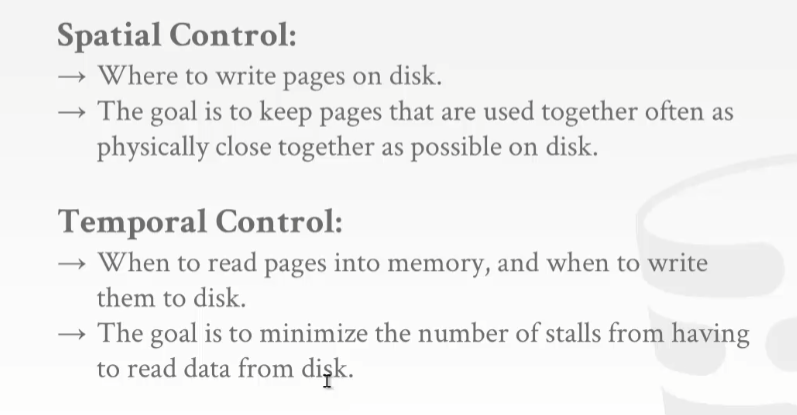 Spatial Control:
→ Where to write pages on disk.
→ The goal is to keep pages that are used together often as
physically close together as possible on disk.
Temporal Control:
→ When to read pages into memory, and when to write
them to disk.
→ The goal is to minimize the number of stalls from having
to read data from disk.